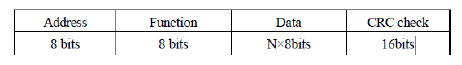 Address Function Data CRC check
8 bits 8 bits N×8bits 16bits